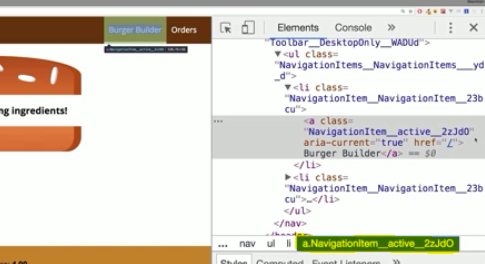 Burger Builder Orders
ng ingredients!
Elements Console
"Toolbar__DesktopOnly__WADUd">
▼<ul class=
"NavigationItems__NavigationItems___yd
_d">
▼<li class=
"NavigationItem__NavigationItem__23b
cu">
<a class=
"NavigationItem__active__2zJdO"
aria-current="true" href="/">
Burger Builder</a> == $0
</li>
▶<li class=
"NavigationItem__NavigationItem__23b
cu">…</li>
</ul>
</nav>
</header>
... nav ul li a.NavigationItem__active__2zJdO
Styles Computed Event Listeners